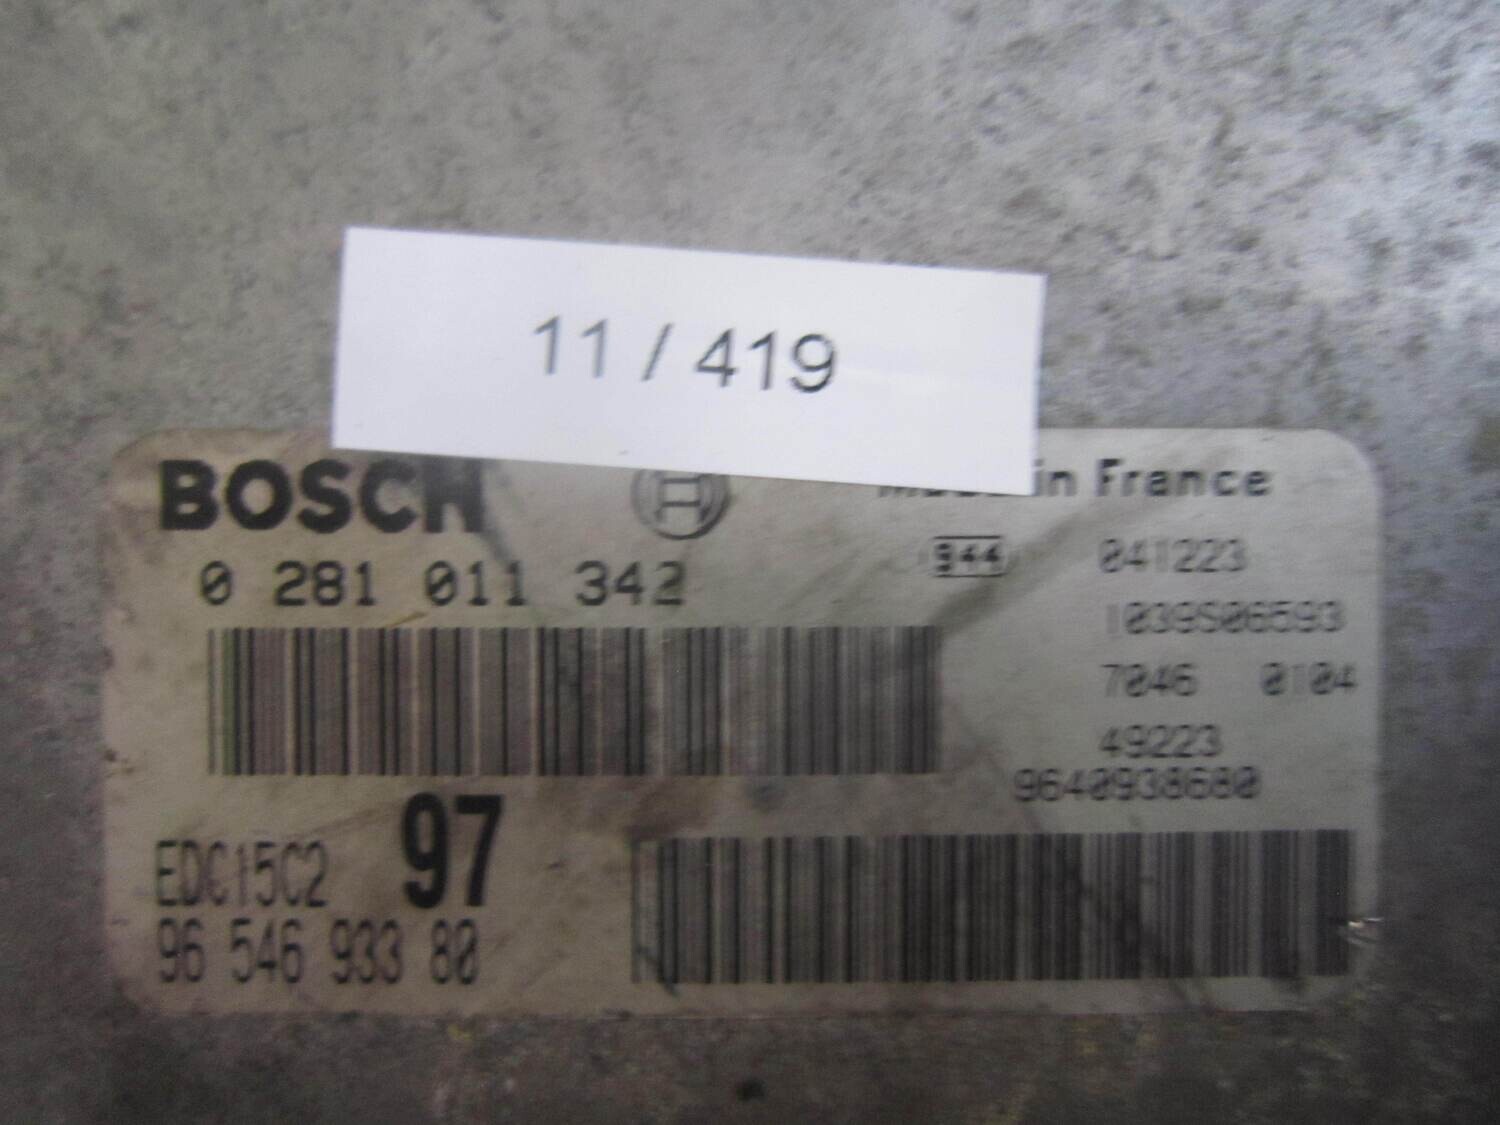 11 / 419
BOSCH
Made in France
0 281 011 342
944
041223
1039S06593
7046 0104
49223
9640938680
EDC15C2 97
96 546 933 80